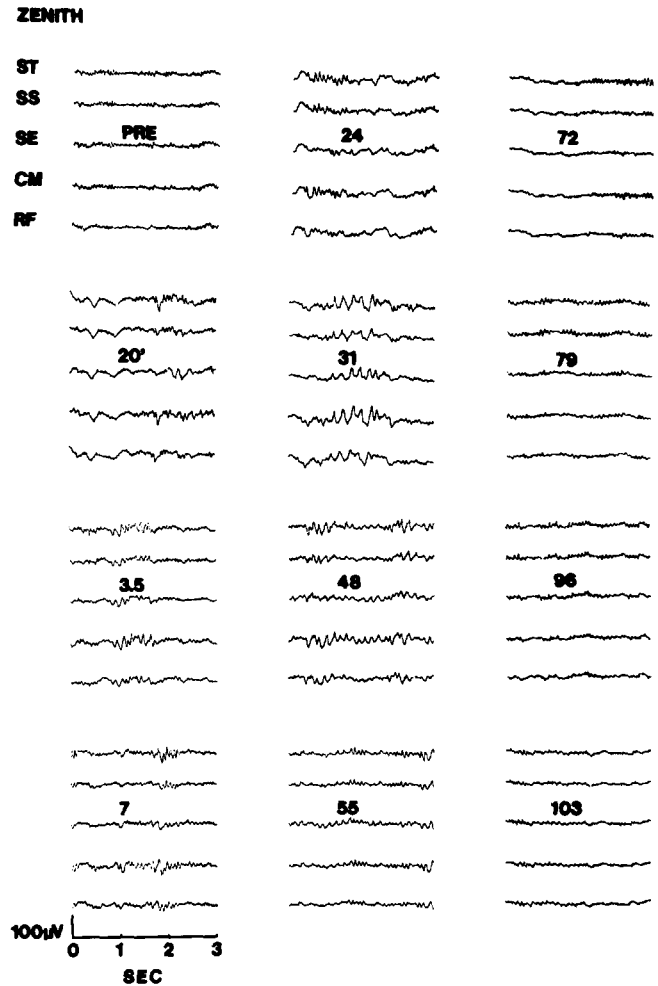 ZENITH
ST
SS
SE PRE 24 72
CM
RF
20' 31 79
3.5 48 96
7 55 103
100µV
0 1 2 3
SEC